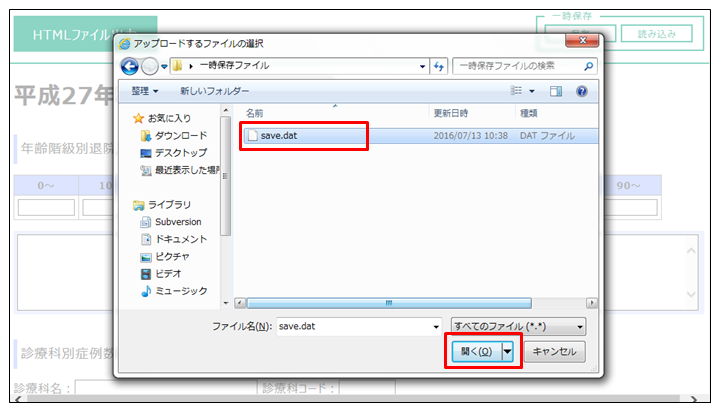 HTMLファイル
一時保存
読み込み
アップロードするファイルの選択
一時保存ファイル
一時保存ファイルの検索
整理 新しいフォルダー
名前 更新日時 種類
お気に入り
ダウンロード
デスクトップ
最近表示した場所
ライブラリ
Subversion
ドキュメント
ピクチャ
ビデオ
ミュージック
save.dat 2016/07/13 10:38 DAT ファイル
ファイル名(N): save.dat すべてのファイル (*.*)
開く(O) キャンセル
平成27年
年齢階級別退院
0～ 10 90～
診療科別症例数
診療科名： 診療科コード：